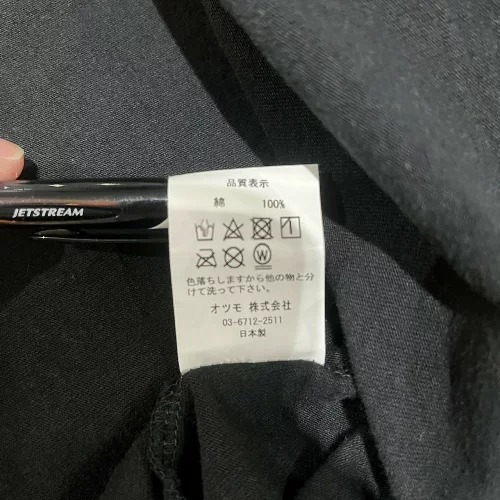 品質表示
綿 100%
W
色落ちしますから他の物と分
けて洗って下さい。
オツモ 株式会社
03-6712-2511
日本製
JETSTREAM